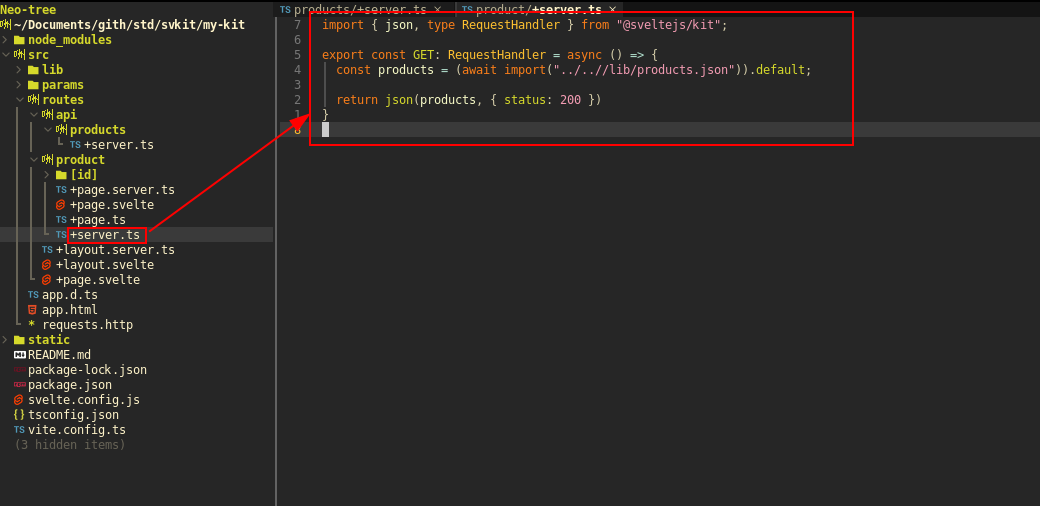 Neo-tree
~/Documents/gith/std/svkit/my-kit
node_modules
src
lib
params
routes
api
products
TS +server.ts
product
[id]
TS +page.server.ts
+page.svelte
TS +page.ts
TS +server.ts
TS +layout.server.ts
+layout.svelte
+page.svelte
TS app.d.ts
app.html
* requests.http
static
README.md
package-lock.json
package.json
svelte.config.js
{} tsconfig.json
TS vite.config.ts
(3 hidden items)
TS products/+server.ts × TS product/+server.ts ×
7 import { json, type RequestHandler } from "@sveltejs/kit";
6
5 export const GET: RequestHandler = async () => {
4 const products = (await import("../..//lib/products.json")).default;
3
2 return json(products, { status: 200 })
1 }
8